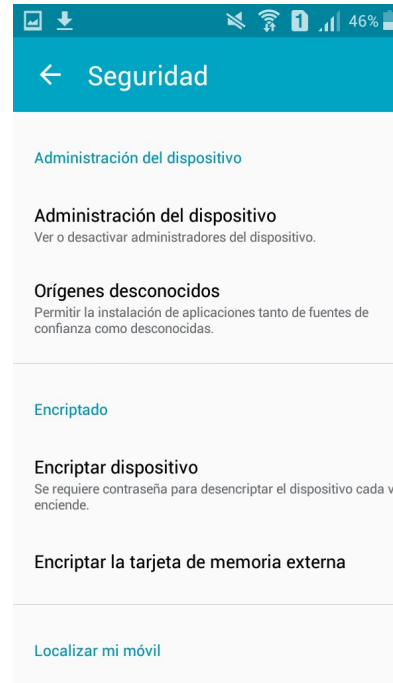 1 46%
Seguridad
Administración del dispositivo
Administración del dispositivo
Ver o desactivar administradores del dispositivo.
Orígenes desconocidos
Permitir la instalación de aplicaciones tanto de fuentes de
confianza como desconocidas.
Encriptado
Encriptar dispositivo
Se requiere contraseña para desencriptar el dispositivo cada v
enciende.
Encriptar la tarjeta de memoria externa
Localizar mi móvil